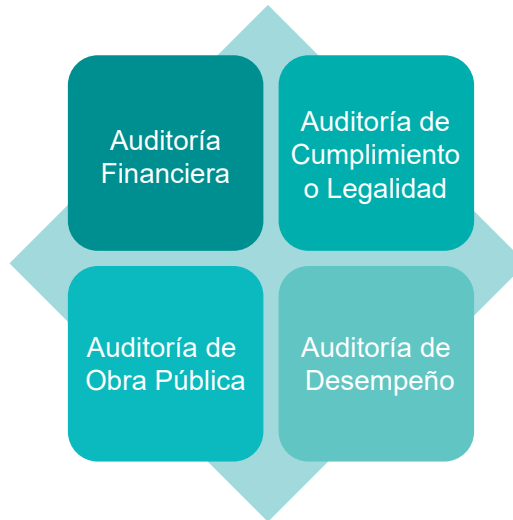 Auditoría
Financiera
Auditoría de
Cumplimiento
o Legalidad
Auditoría de
Obra Pública
Auditoría de
Desempeño